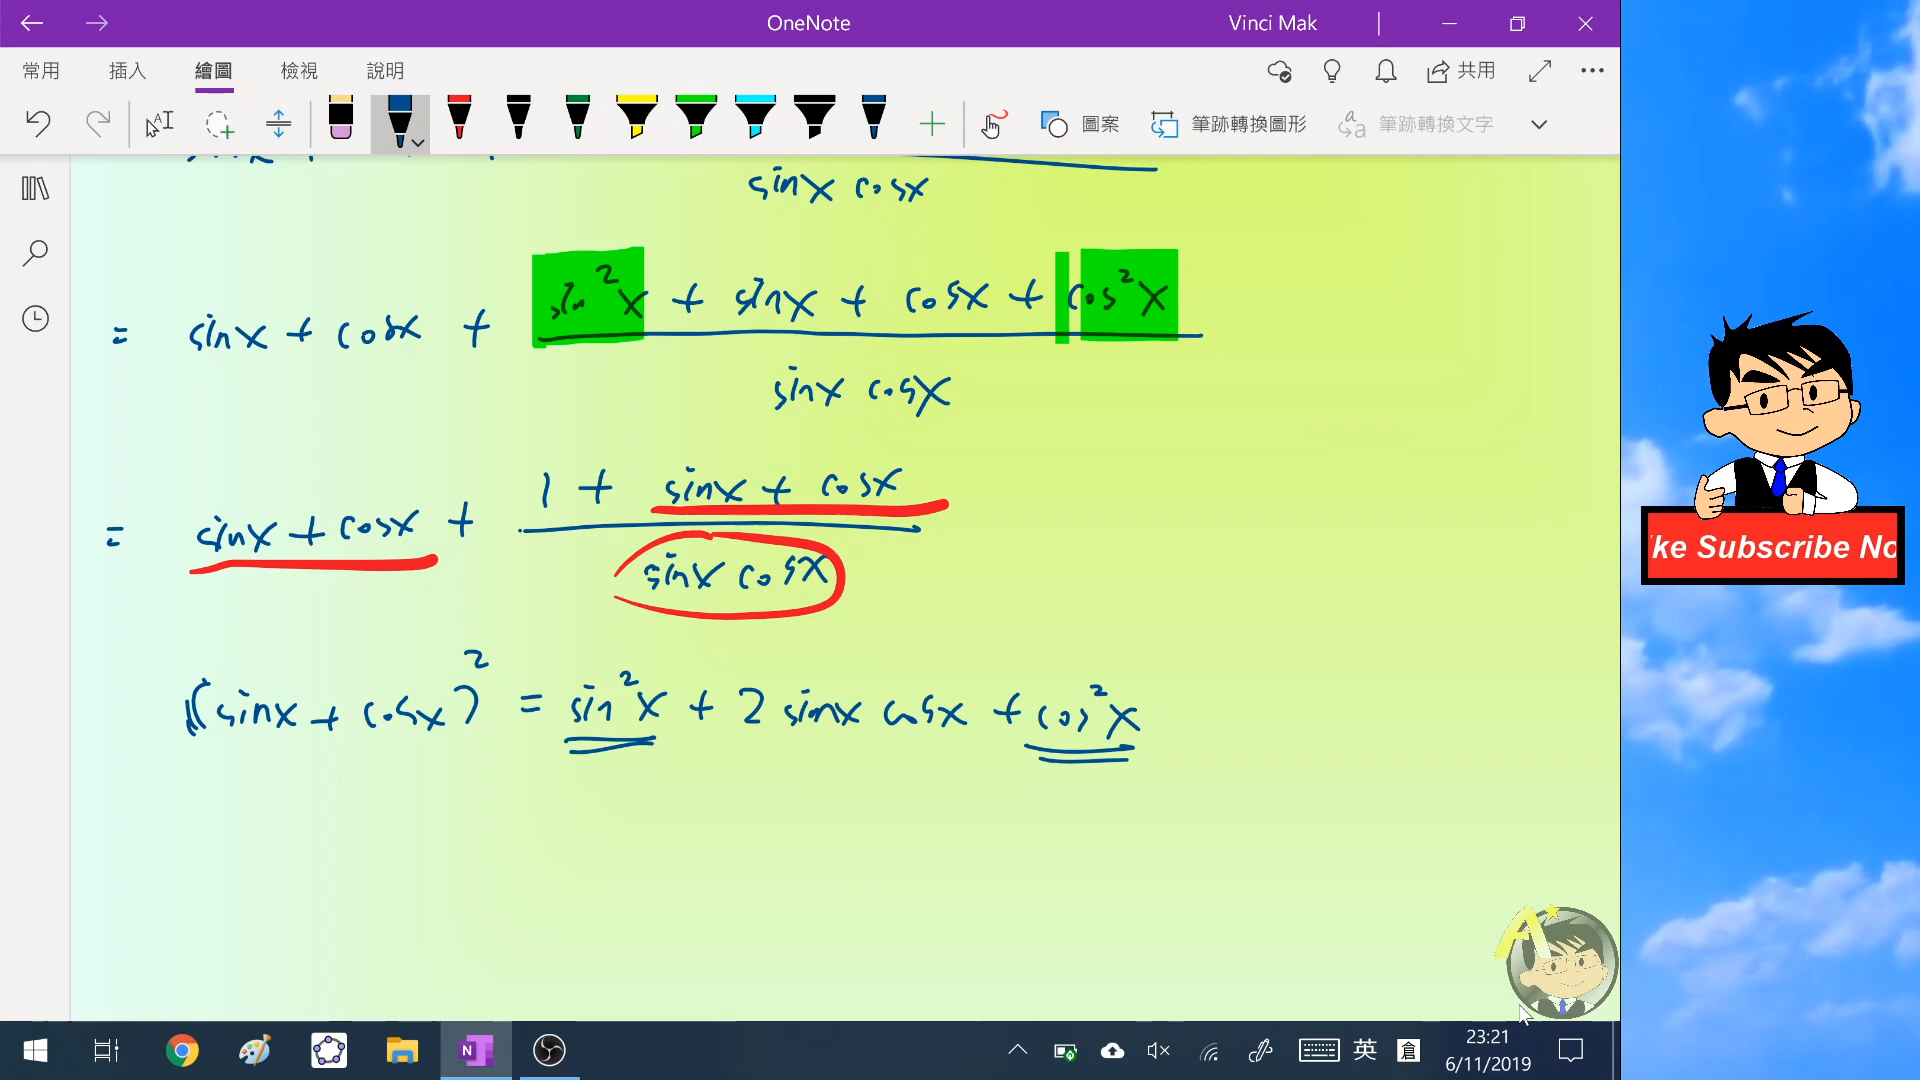 OneNote
Vinci Mak
常用 插入 繪圖 檢視 說明
共用
圖案 筆跡轉換圖形 筆跡轉換文字
sinx cosx
= sinx + cosx + sin²x + sinx + cosx + cos²x
sinx cosx
= sinx + cosx + 1 + sinx + cosx
sinx cosx
(sinx + cosx)² = sin²x + 2 sinx cosx + cos²x
ke Subscribe No
A
英 倉
23:21
6/11/2019